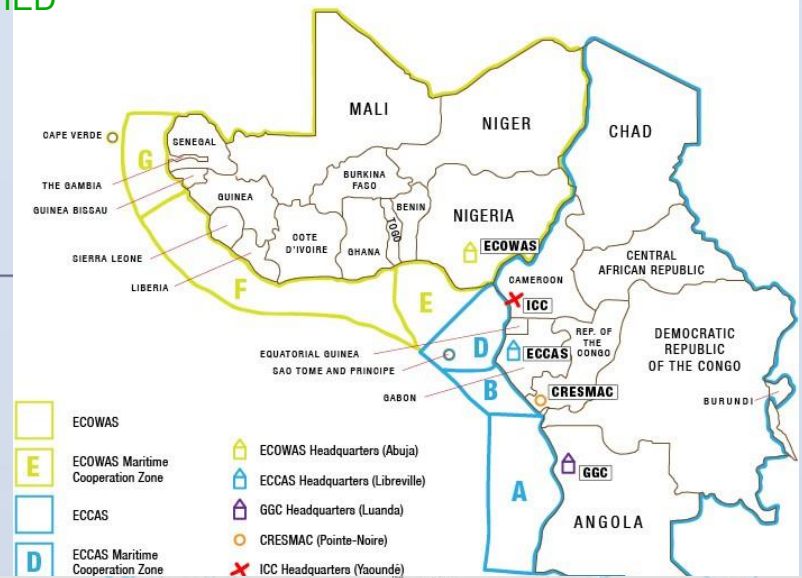 MALI
NIGER
CHAD
CAPE VERDE
SENEGAL
G
THE GAMBIA
GUINEA BISSAU
GUINEA
BURKINA
FASO
BENIN
NIGERIA
TOGO
COTE
D'IVOIRE
GHANA
ECOWAS
SIERRA LEONE
LIBERIA
F
E
CAMEROON
CENTRAL
AFRICAN REPUBLIC
ICC
EQUATORIAL GUINEA
SAO TOME AND PRINCIPE
GABON
D
ECCAS
REP. OF
THE
CONGO
DEMOCRATIC
REPUBLIC
OF THE CONGO
B
CRESMAC
BURUNDI
A
GGC
ANGOLA
ECOWAS
E
ECOWAS Maritime
Cooperation Zone
ECCAS
D
ECCAS Maritime
Cooperation Zone
ECOWAS Headquarters (Abuja)
ECCAS Headquarters (Libreville)
GGC Headquarters (Luanda)
CRESMAC (Pointe-Noire)
ICC Headquarters (Yaoundé)